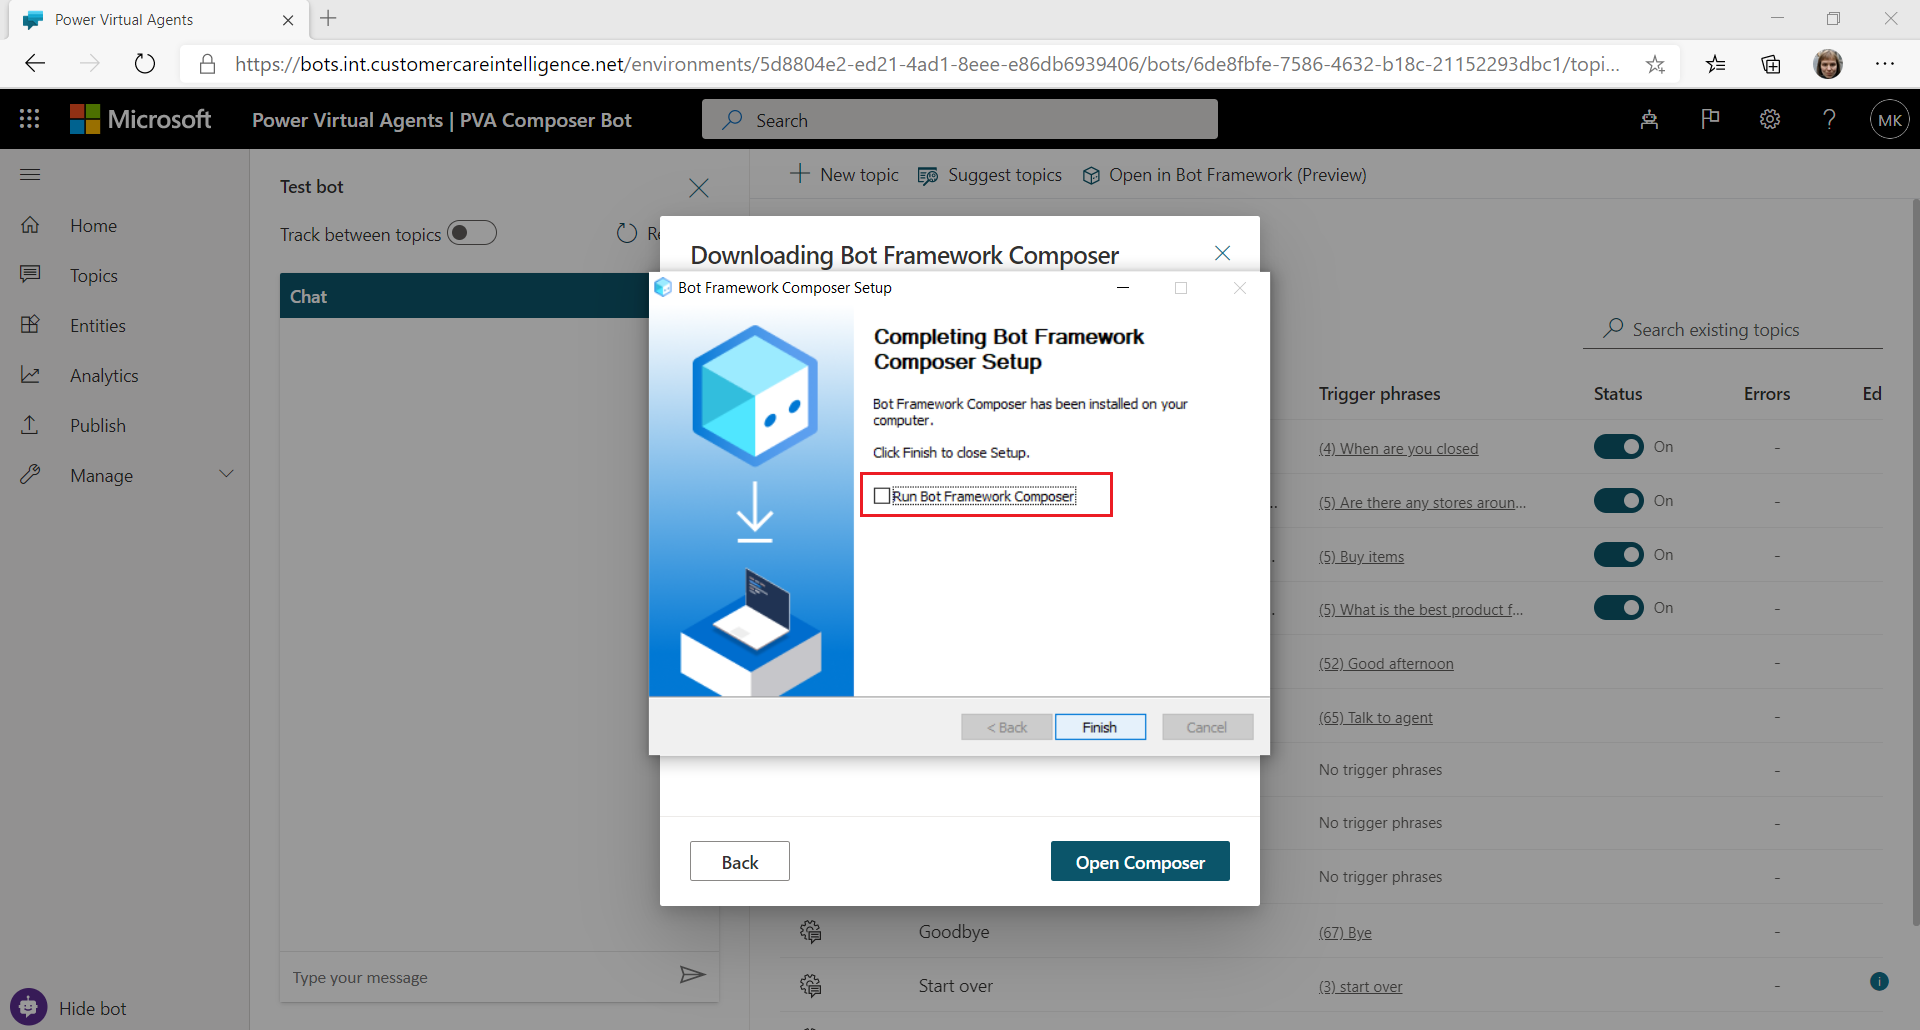 Power Virtual Agents
https://bots.int.customercareintelligence.net/environments/5d8804e2-ed21-4ad1-8eee-e86db6939406/bots/6de8fbfe-7586-4632-b18c-21152293dbc1/topi...
Microsoft
Power Virtual Agents | PVA Composer Bot
Search
?
MK
Home
Topics
Entities
Analytics
Publish
Manage
Hide bot
Test bot
Track between topics
Chat
Type your message
New topic
Suggest topics
Open in Bot Framework (Preview)
Search existing topics
Trigger phrases
Status
Errors
Ed
(4) When are you closed
On
-
(5) Are there any stores aroun...
On
-
(5) Buy items
On
-
(5) What is the best product f...
On
-
(52) Good afternoon
-
(65) Talk to agent
-
No trigger phrases
-
No trigger phrases
-
No trigger phrases
-
Goodbye
(67) Bye
-
Start over
(3) start over
-
Downloading Bot Framework Composer
Bot Framework Composer Setup
Completing Bot Framework
Composer Setup
Bot Framework Composer has been installed on your
computer.
Click Finish to close Setup.
Run Bot Framework Composer
< Back
Finish
Cancel
Back
Open Composer